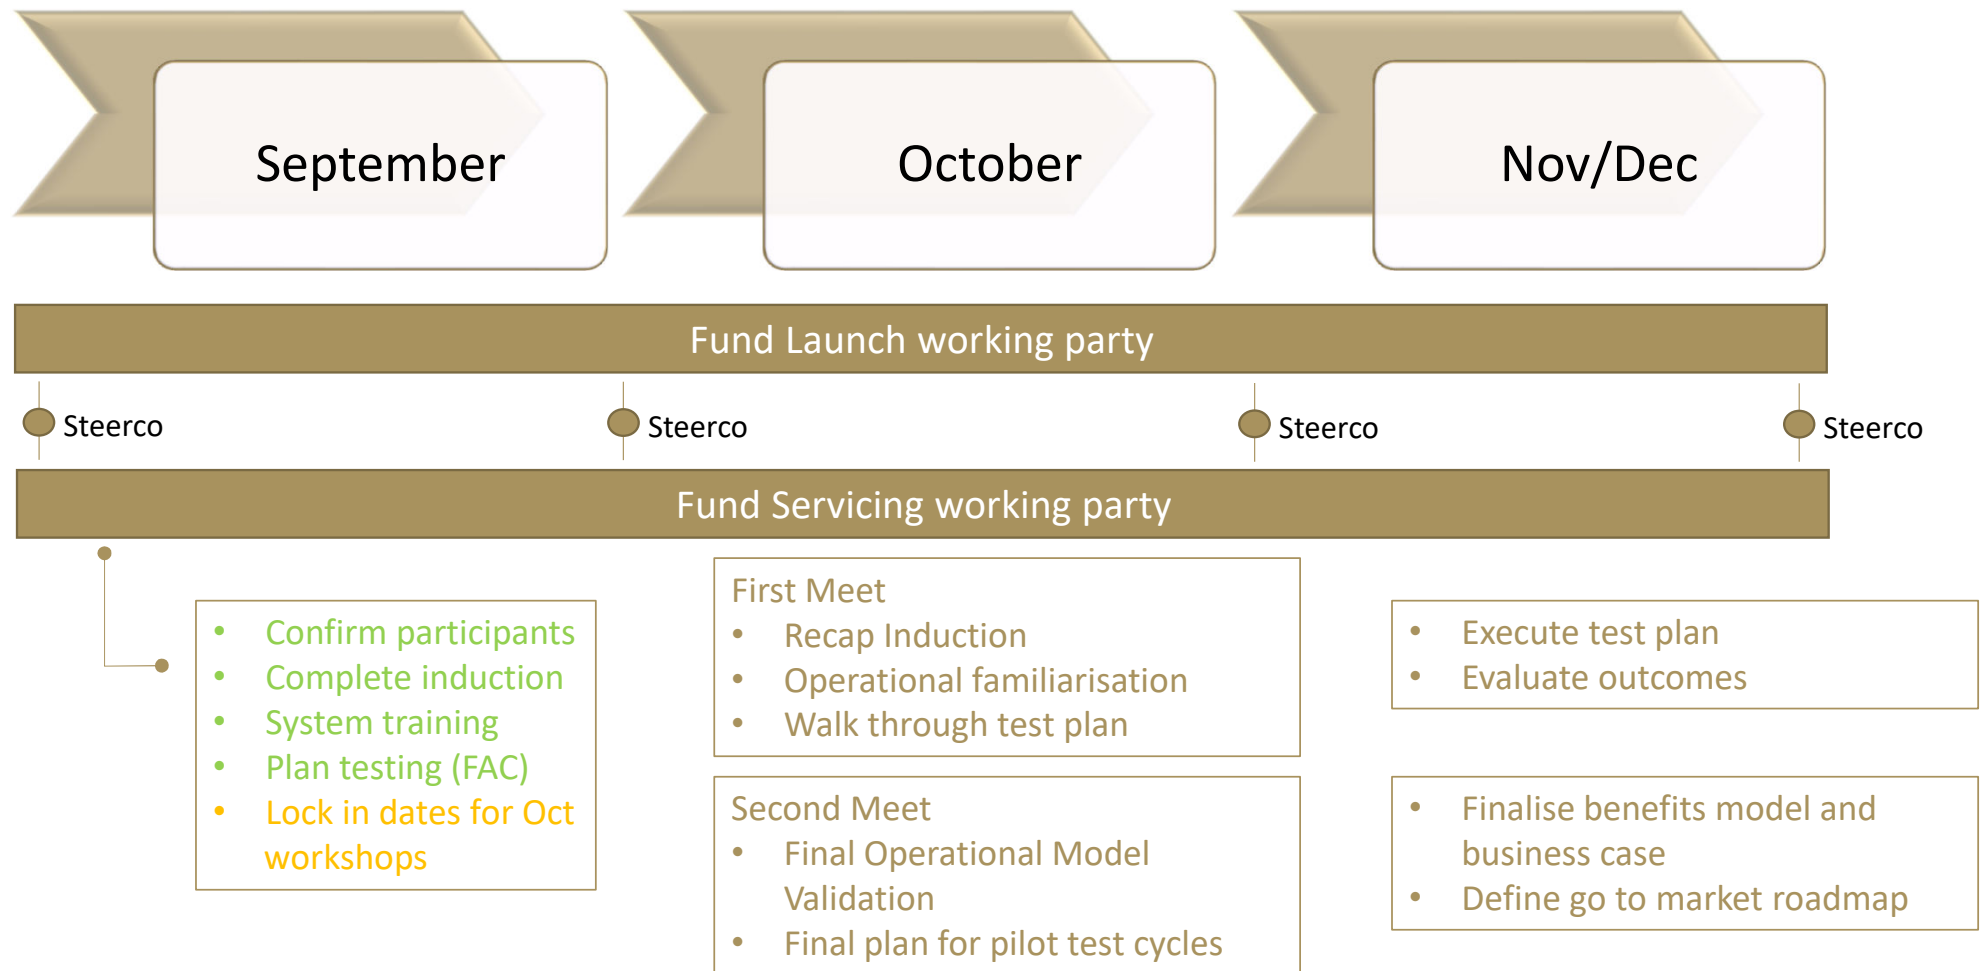 September
October
Nov/Dec
Fund Launch working party
Steerco
Steerco
Steerco
Steerco
Fund Servicing working party
• Confirm participants
• Complete induction
• System training
• Plan testing (FAC)
• Lock in dates for Oct
workshops
First Meet
• Recap Induction
• Operational familiarisation
• Walk through test plan
Second Meet
• Final Operational Model
Validation
• Final plan for pilot test cycles
• Execute test plan
• Evaluate outcomes
• Finalise benefits model and
business case
• Define go to market roadmap